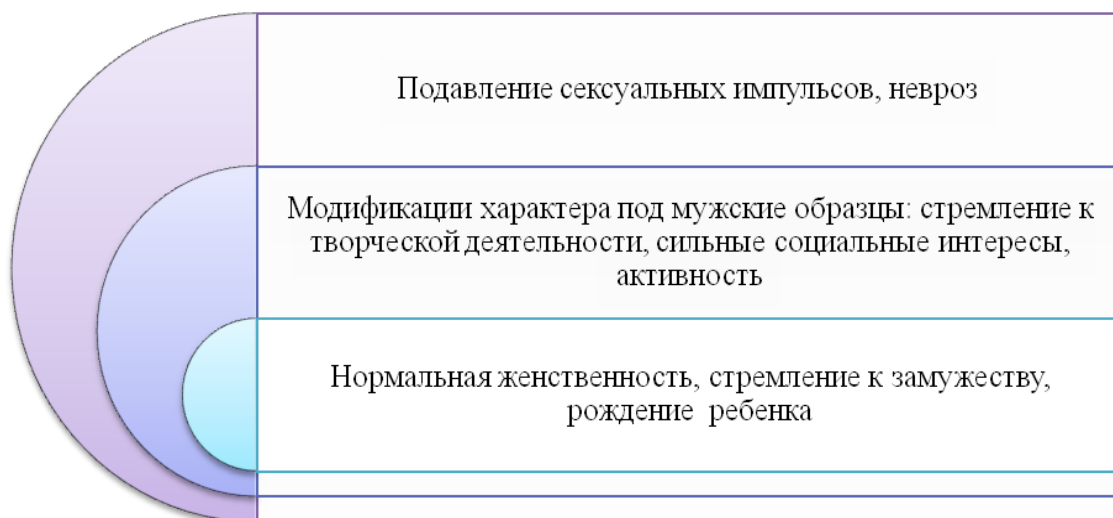 Подавление сексуальных импульсов, невроз
Модификации характера под мужские образцы: стремление к
творческой деятельности, сильные социальные интересы,
активность
Нормальная женственность, стремление к замужеству,
рождение  ребенка